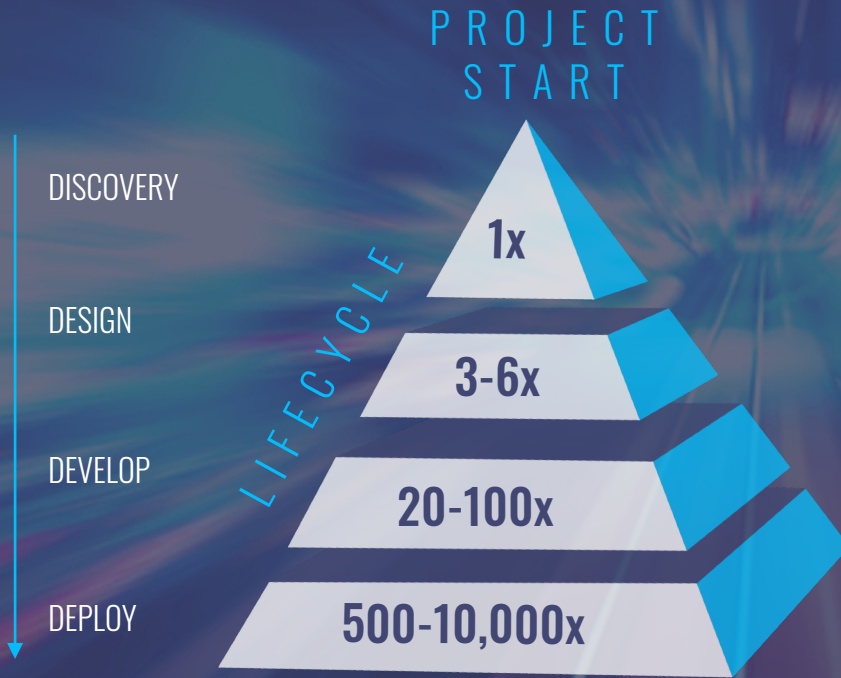 PROJECT
START
DISCOVERY
1x
LIFECYCLE
DESIGN
3-6x
DEVELOP
20-100x
DEPLOY
500-10,000x